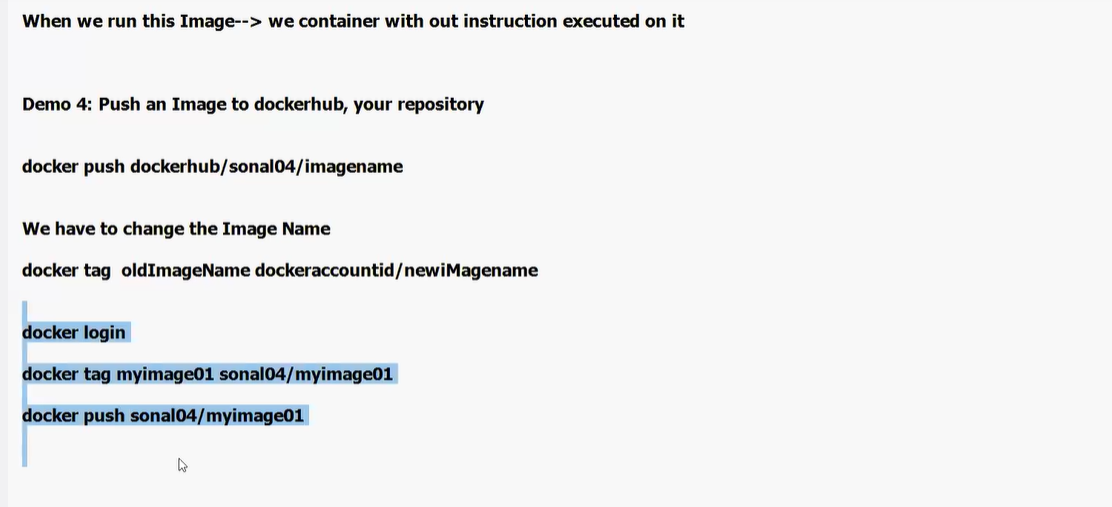 When we run this Image--> we container with out instruction executed on it
Demo 4: Push an Image to dockerhub, your repository
docker push dockerhub/sonal04/imagename
We have to change the Image Name
docker tag  oldImageName dockeraccountid/newiMagename
docker login
docker tag myimage01 sonal04/myimage01
docker push sonal04/myimage01